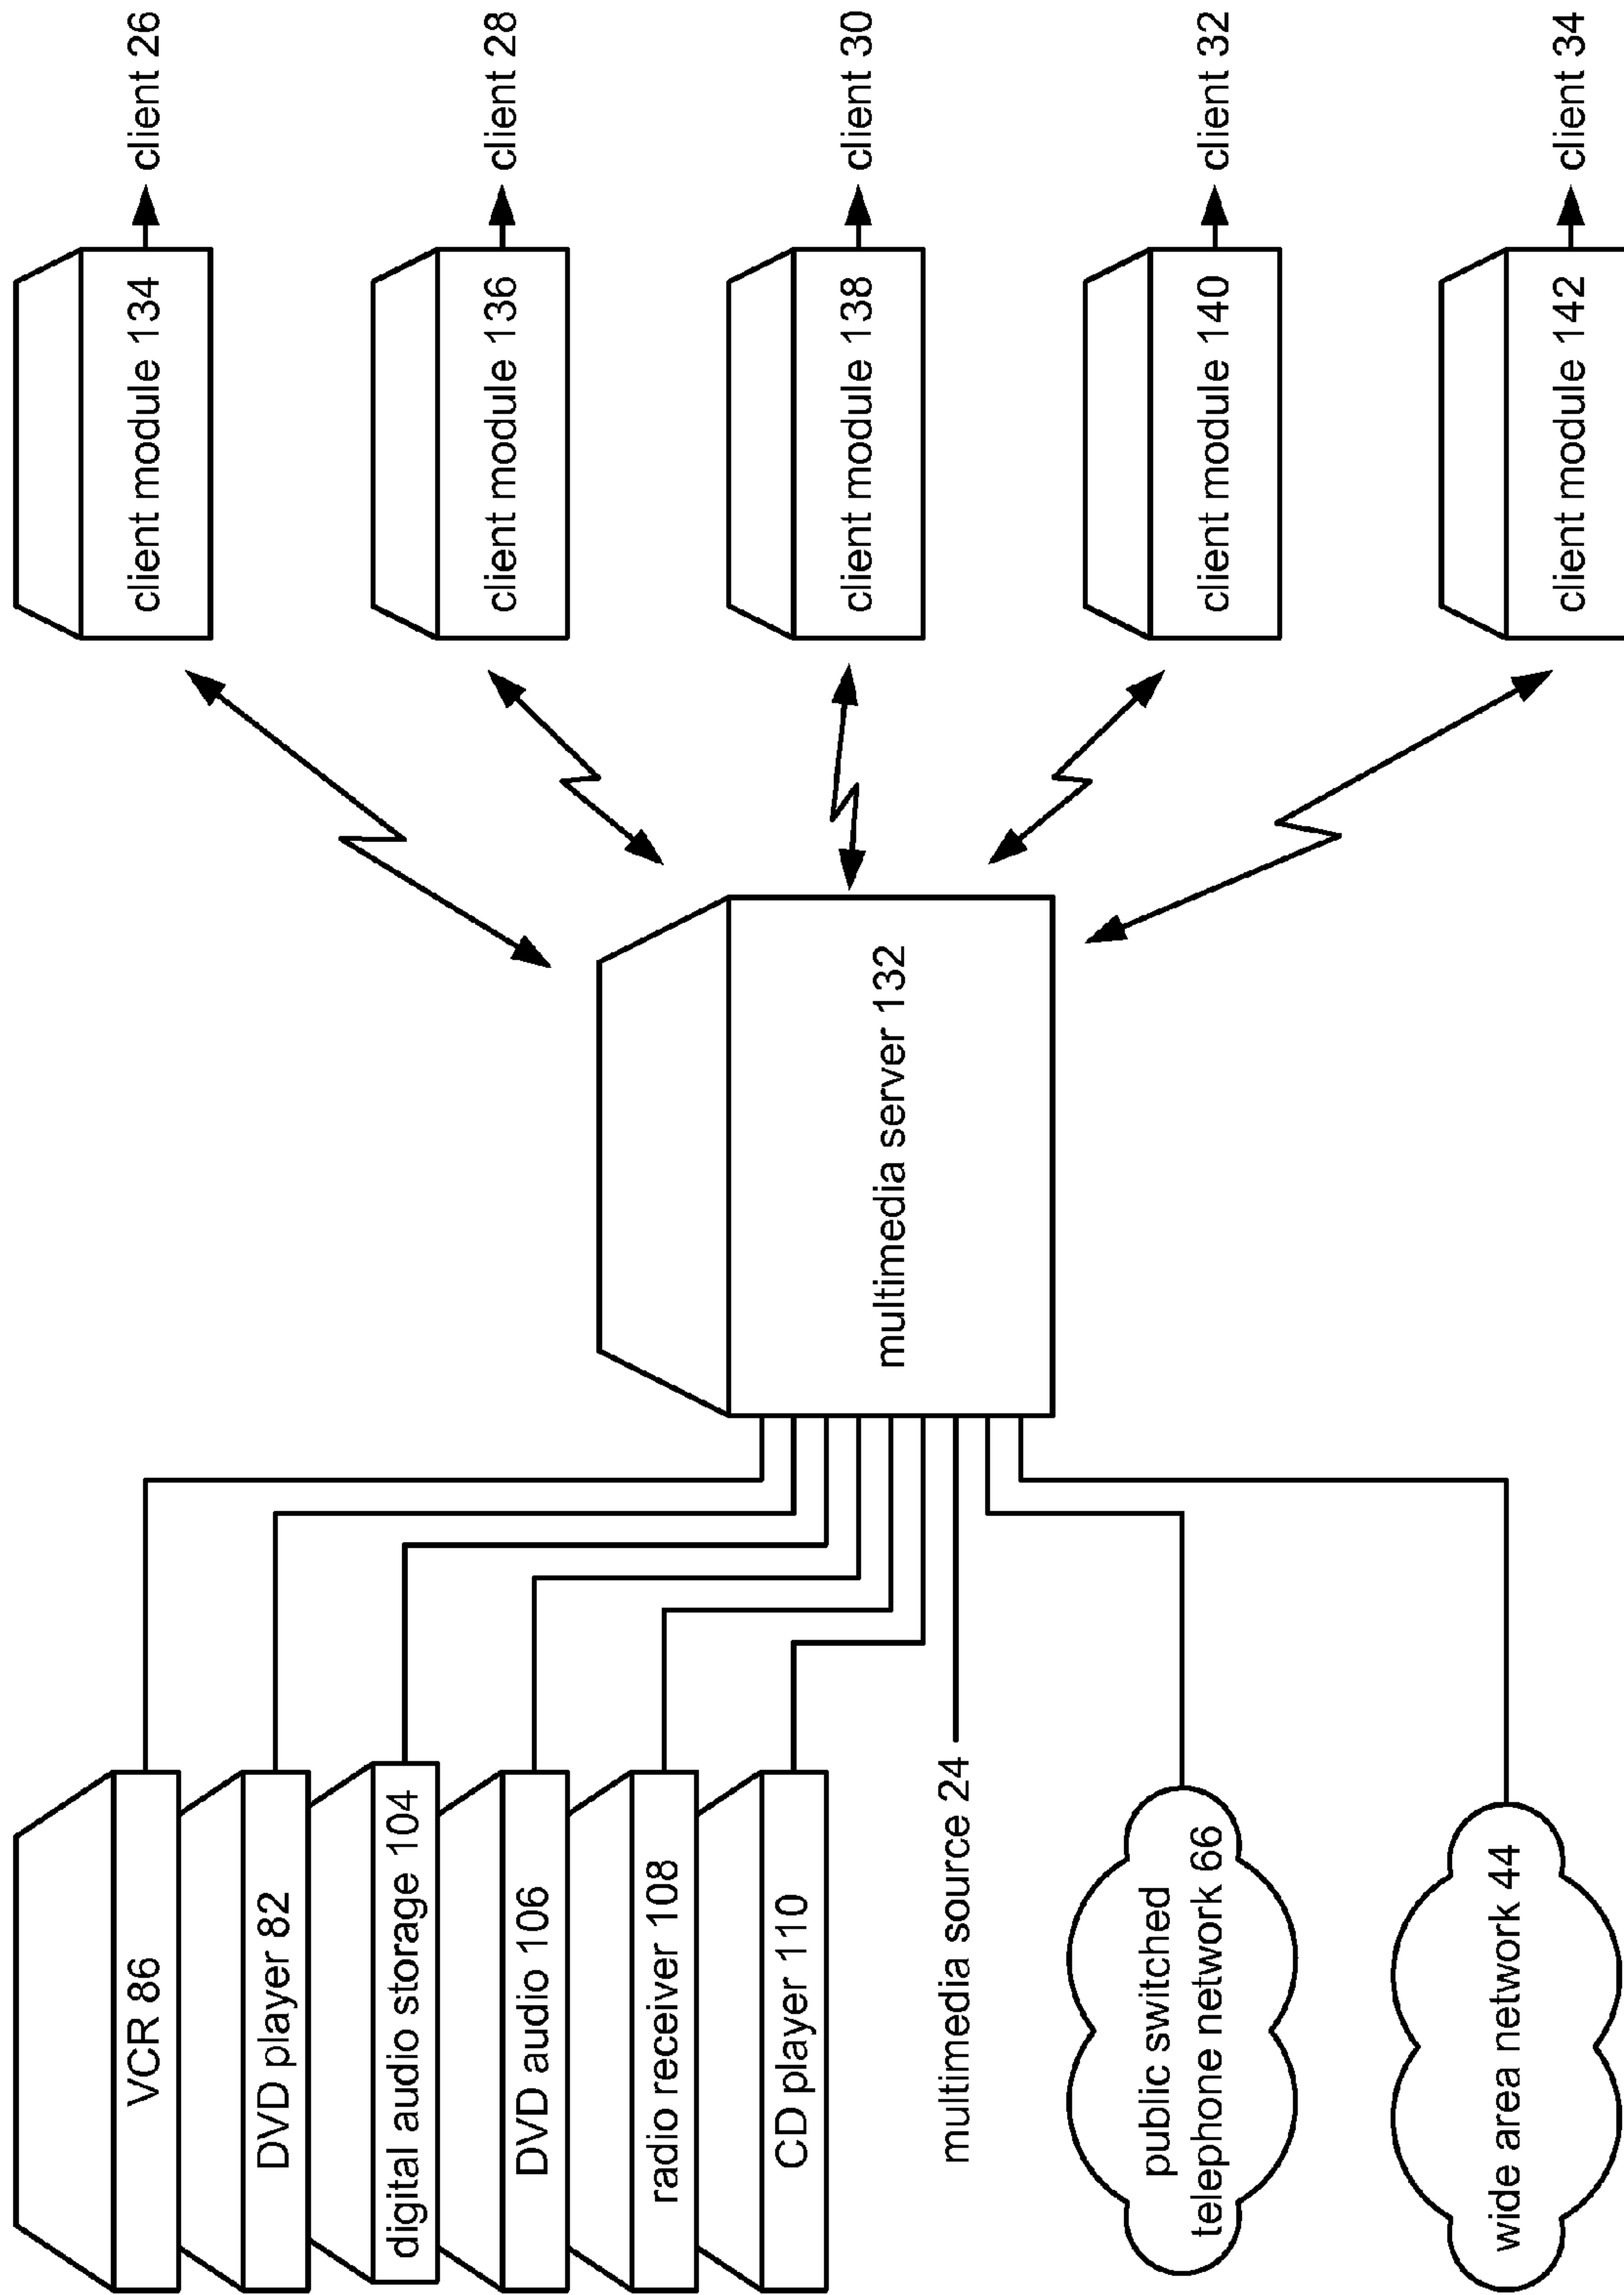 VCR 86
DVD player 82
digital audio storage 104
DVD audio 106
radio receiver 108
CD player 110
multimedia source 24
public switched
telephone network 66
wide area network 44
multimedia server 132
client module 134
client 26
client module 136
client 28
client module 138
client 30
client module 140
client 32
client module 142
client 34